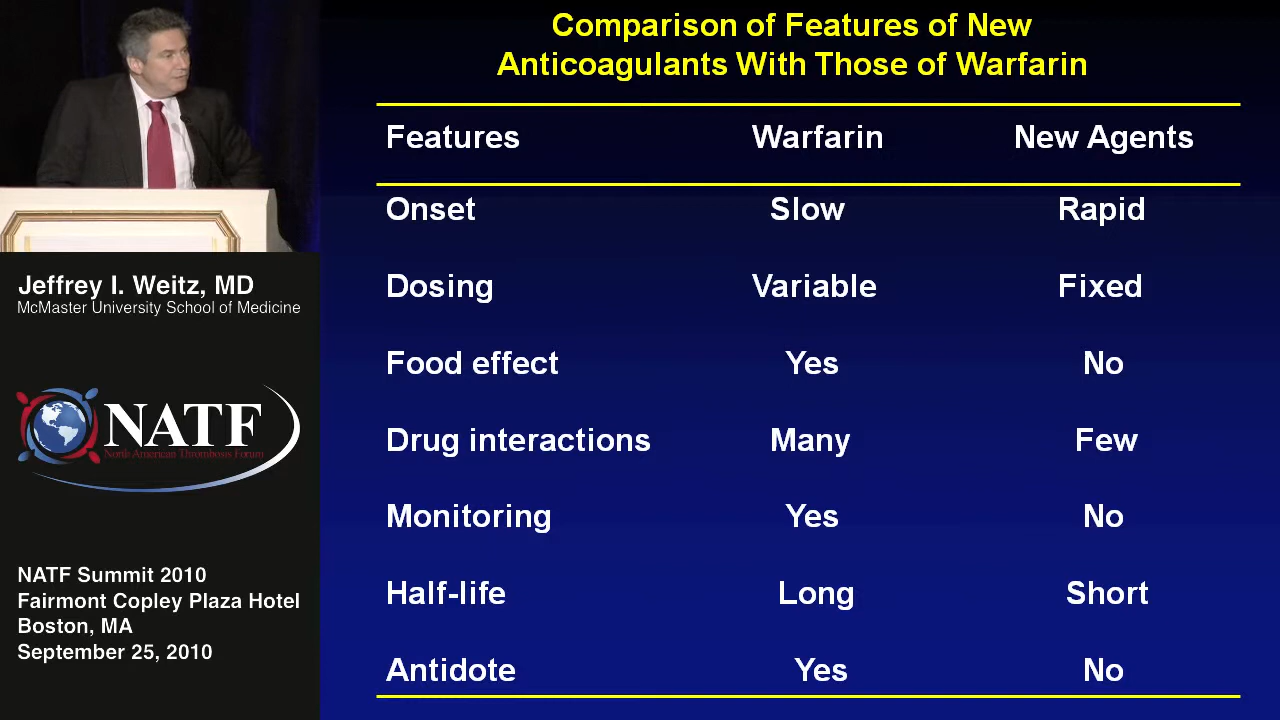 Comparison of Features of New
Anticoagulants With Those of Warfarin
Features Warfarin New Agents
Onset Slow Rapid
Dosing Variable Fixed
Food effect Yes No
Drug interactions Many Few
Monitoring Yes No
Half-life Long Short
Antidote Yes No
Jeffrey I. Weitz, MD
McMaster University School of Medicine
NATF
North American Thrombosis Forum
NATF Summit 2010
Fairmont Copley Plaza Hotel
Boston, MA
September 25, 2010